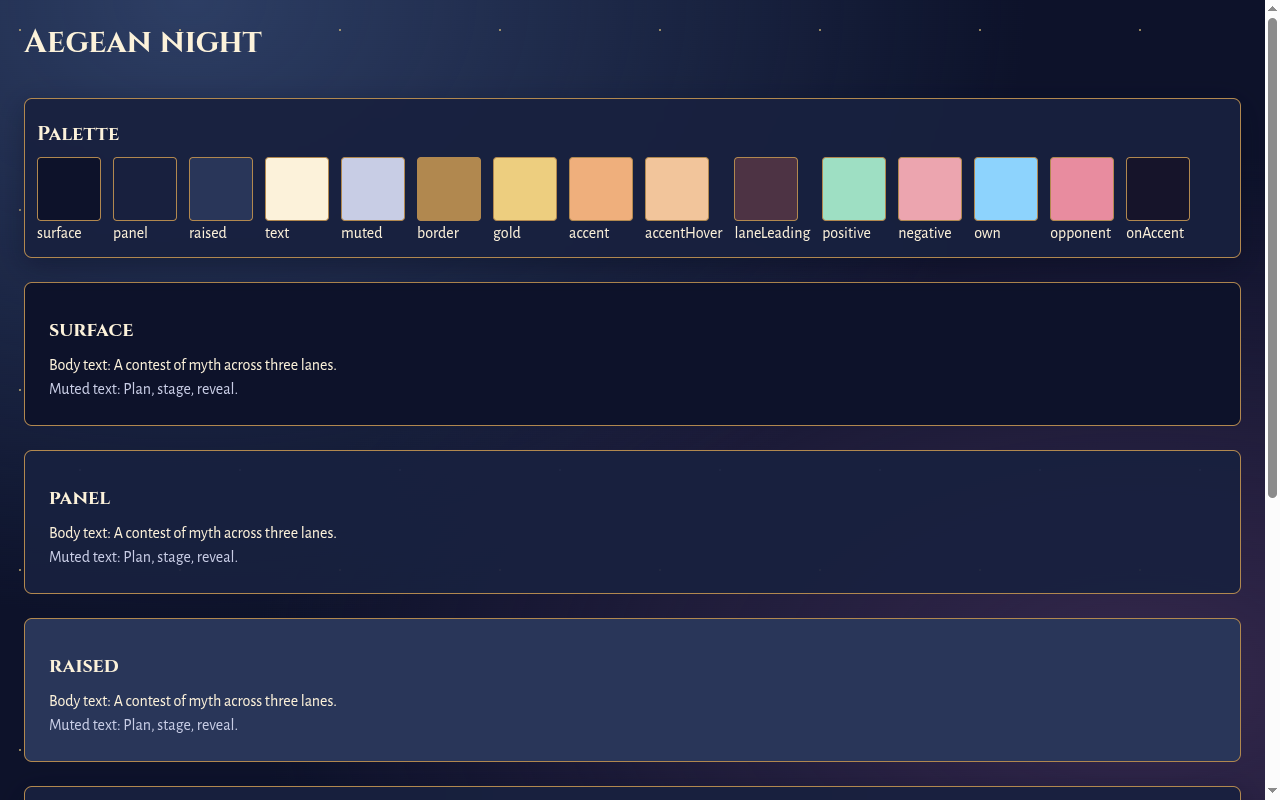 Aegean night
Palette
surface panel raised text muted border gold accent accentHover laneLeading positive negative own opponent onAccent
surface
Body text: A contest of myth across three lanes.
Muted text: Plan, stage, reveal.
panel
Body text: A contest of myth across three lanes.
Muted text: Plan, stage, reveal.
raised
Body text: A contest of myth across three lanes.
Muted text: Plan, stage, reveal.